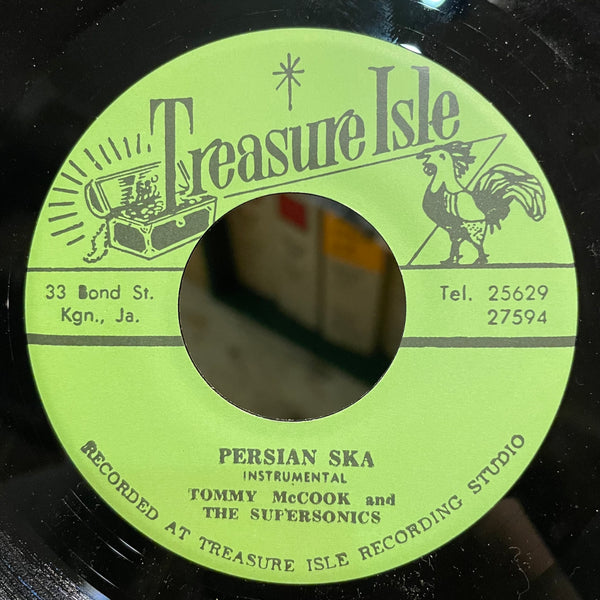 Treasure Isle
33 Bond St.
Kgn., Ja.
Tel. 25629
27594
PERSIAN SKA
INSTRUMENTAL
TOMMY McCOOK and
THE SUPERSONICS
RECORDED AT TREASURE ISLE RECORDING STUDIO